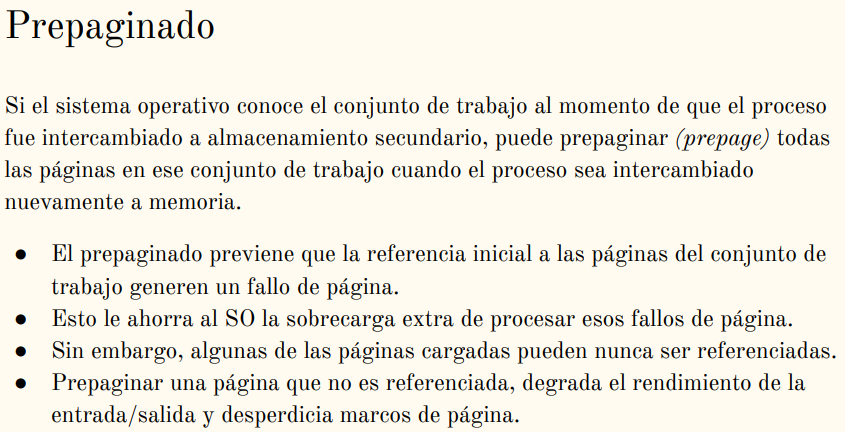 Prepaginado
Si el sistema operativo conoce el conjunto de trabajo al momento de que el proceso
fue intercambiado a almacenamiento secundario, puede prepaginar (prepage) todas
las páginas en ese conjunto de trabajo cuando el proceso sea intercambiado
nuevamente a memoria.
● El prepaginado previene que la referencia inicial a las páginas del conjunto de
trabajo generen un fallo de página.
● Esto le ahorra al SO la sobrecarga extra de procesar esos fallos de página.
● Sin embargo, algunas de las páginas cargadas pueden nunca ser referenciadas.
● Prepaginar una página que no es referenciada, degrada el rendimiento de la
entrada/salida y desperdicia marcos de página.